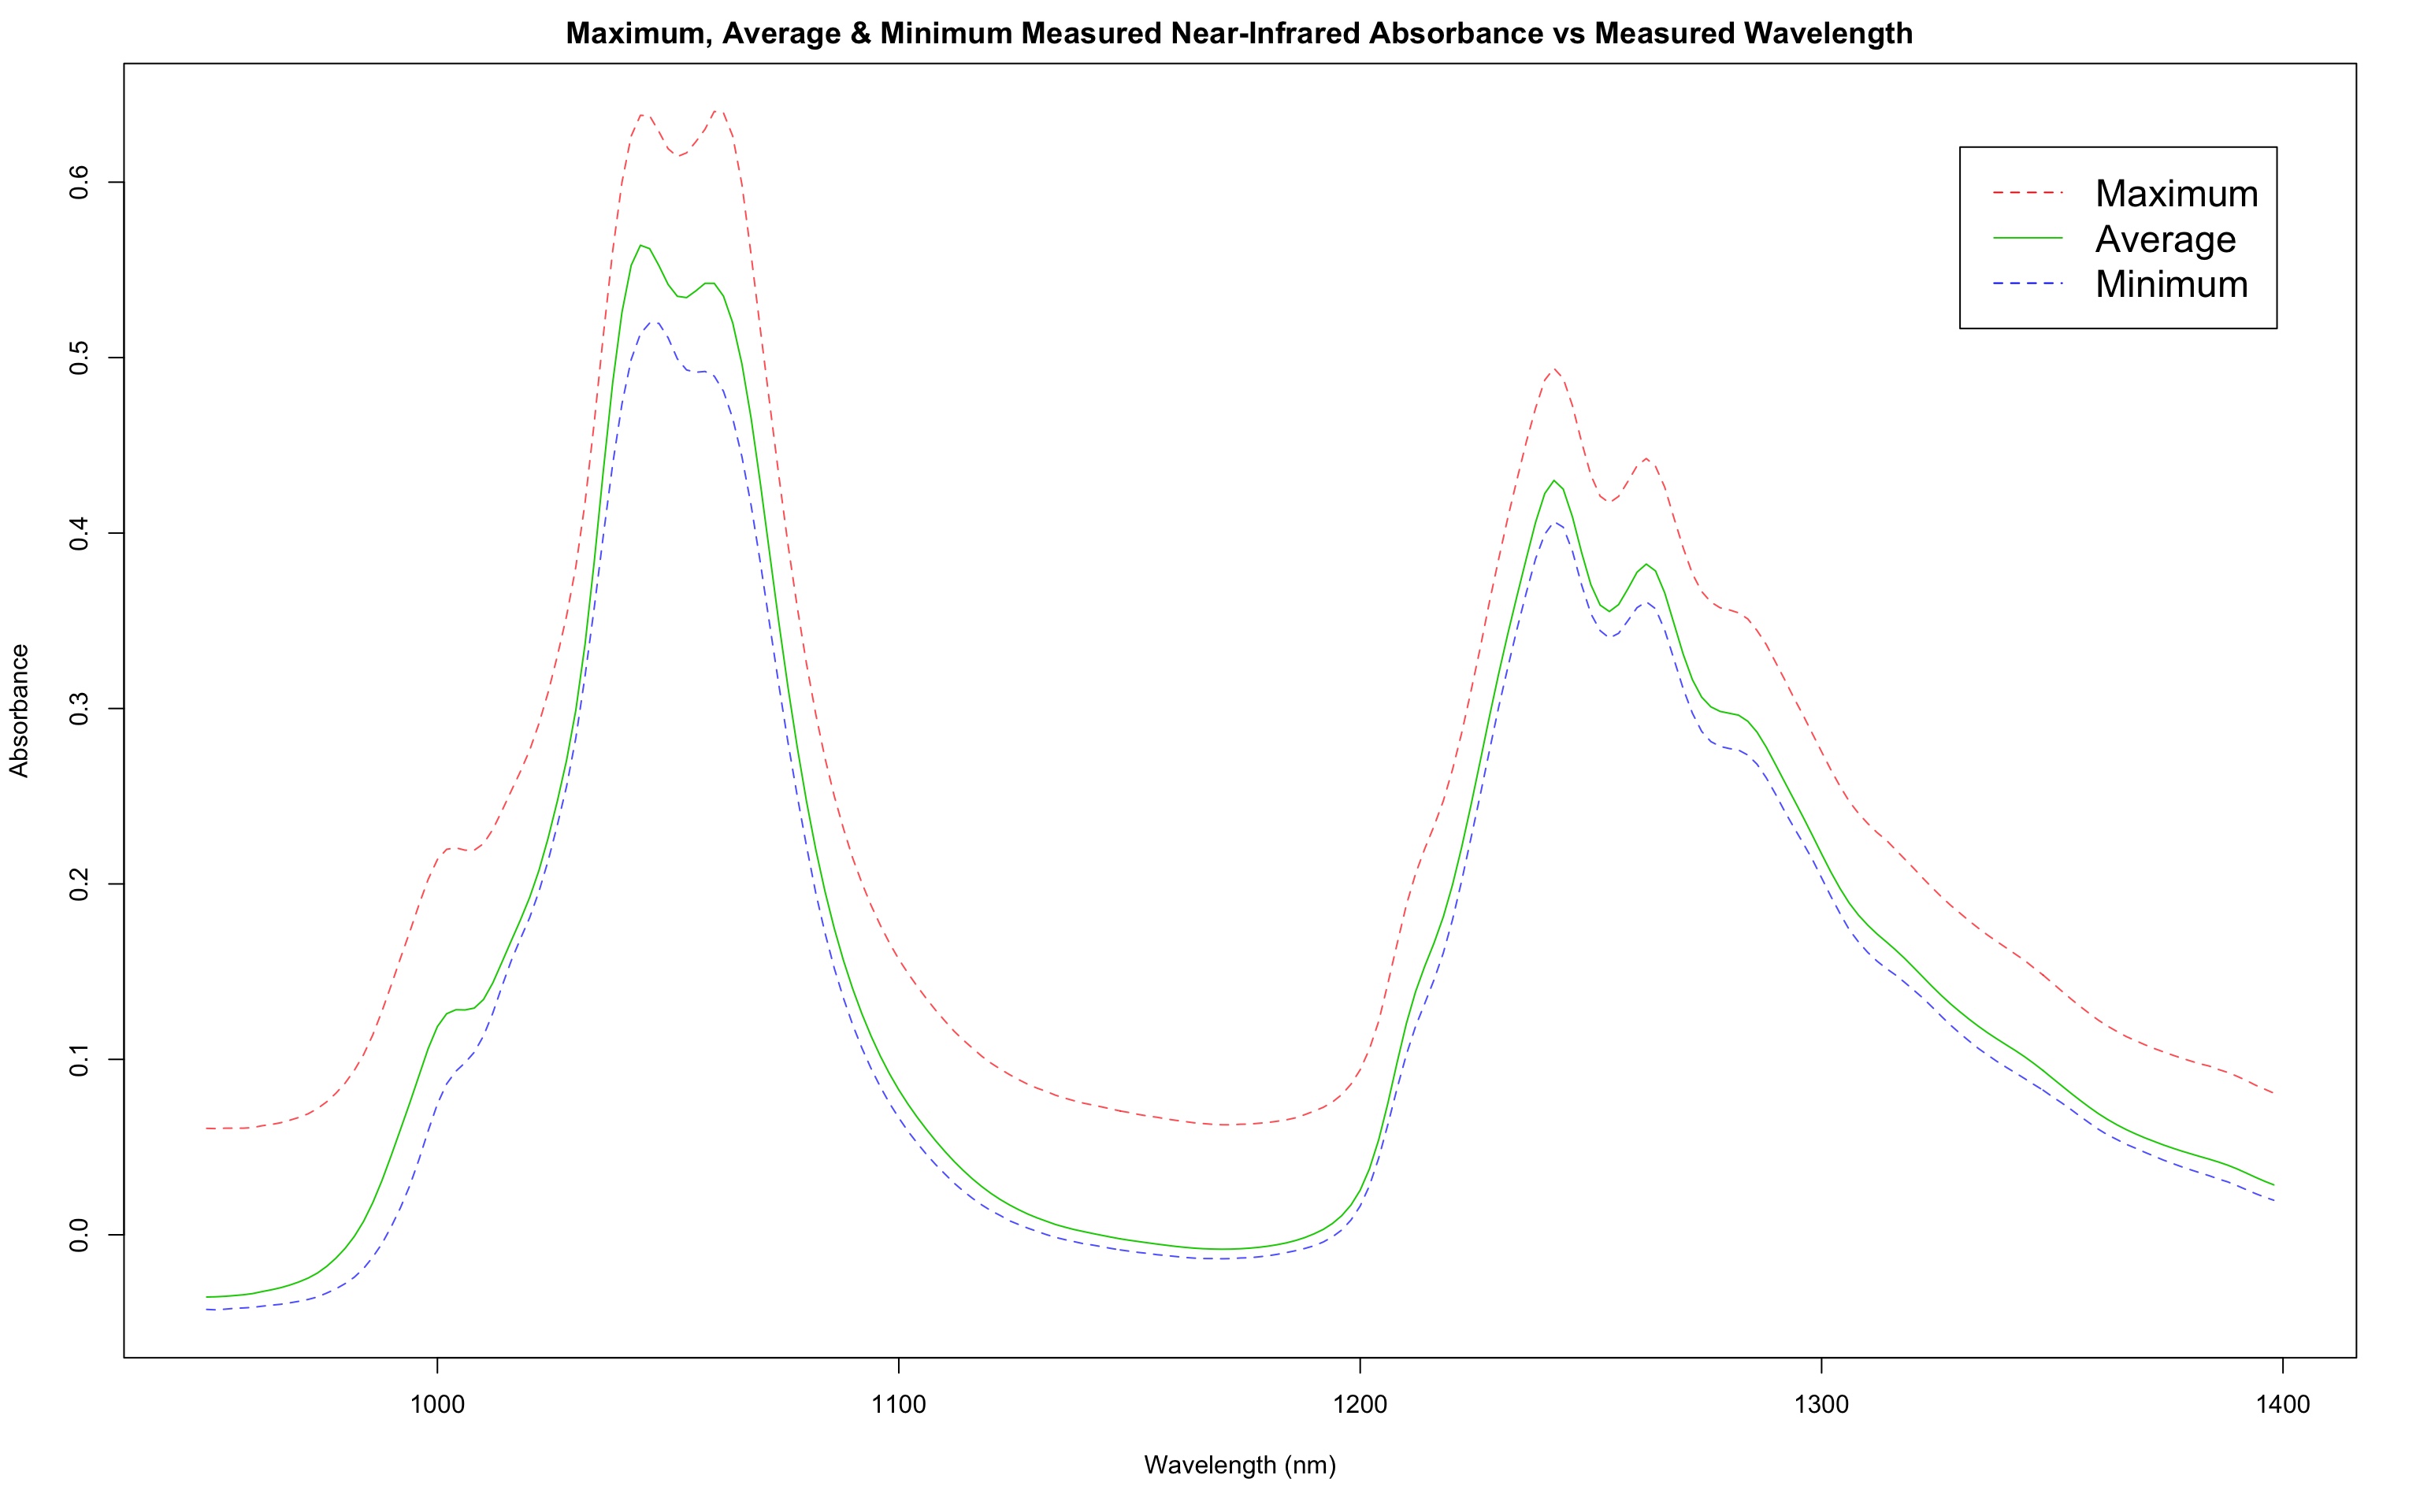 Maximum, Average & Minimum Measured Near-Infrared Absorbance vs Measured Wavelength
Maximum
Average
Minimum
Absorbance
0.6
0.5
0.4
0.3
0.2
0.1
0.0
1000 1100 1200 1300 1400
Wavelength (nm)